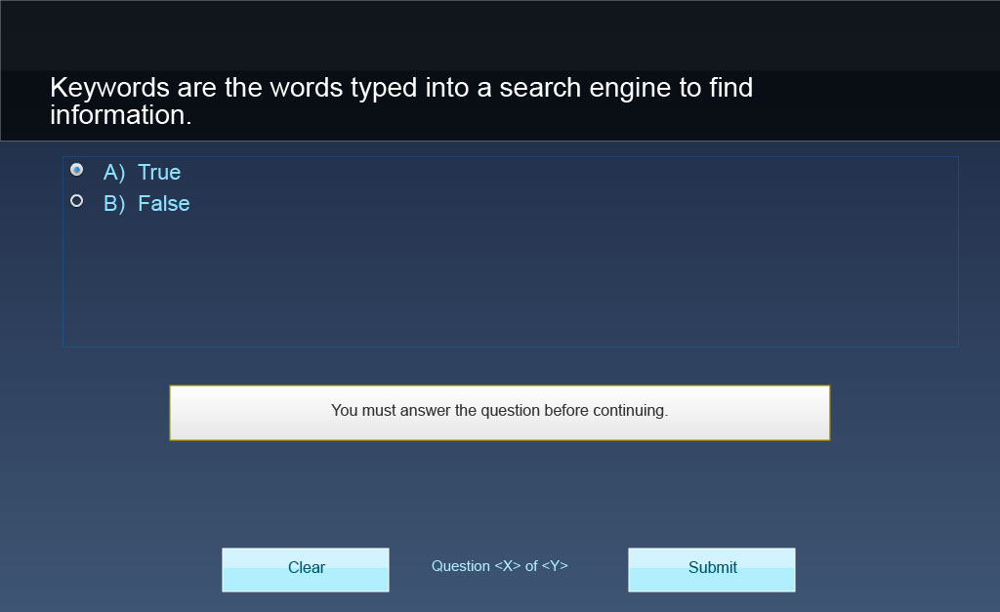 Keywords are the words typed into a search engine to find
information.
A) True
B) False
You must answer the question before continuing.
Clear
Question <X> of <Y>
Submit